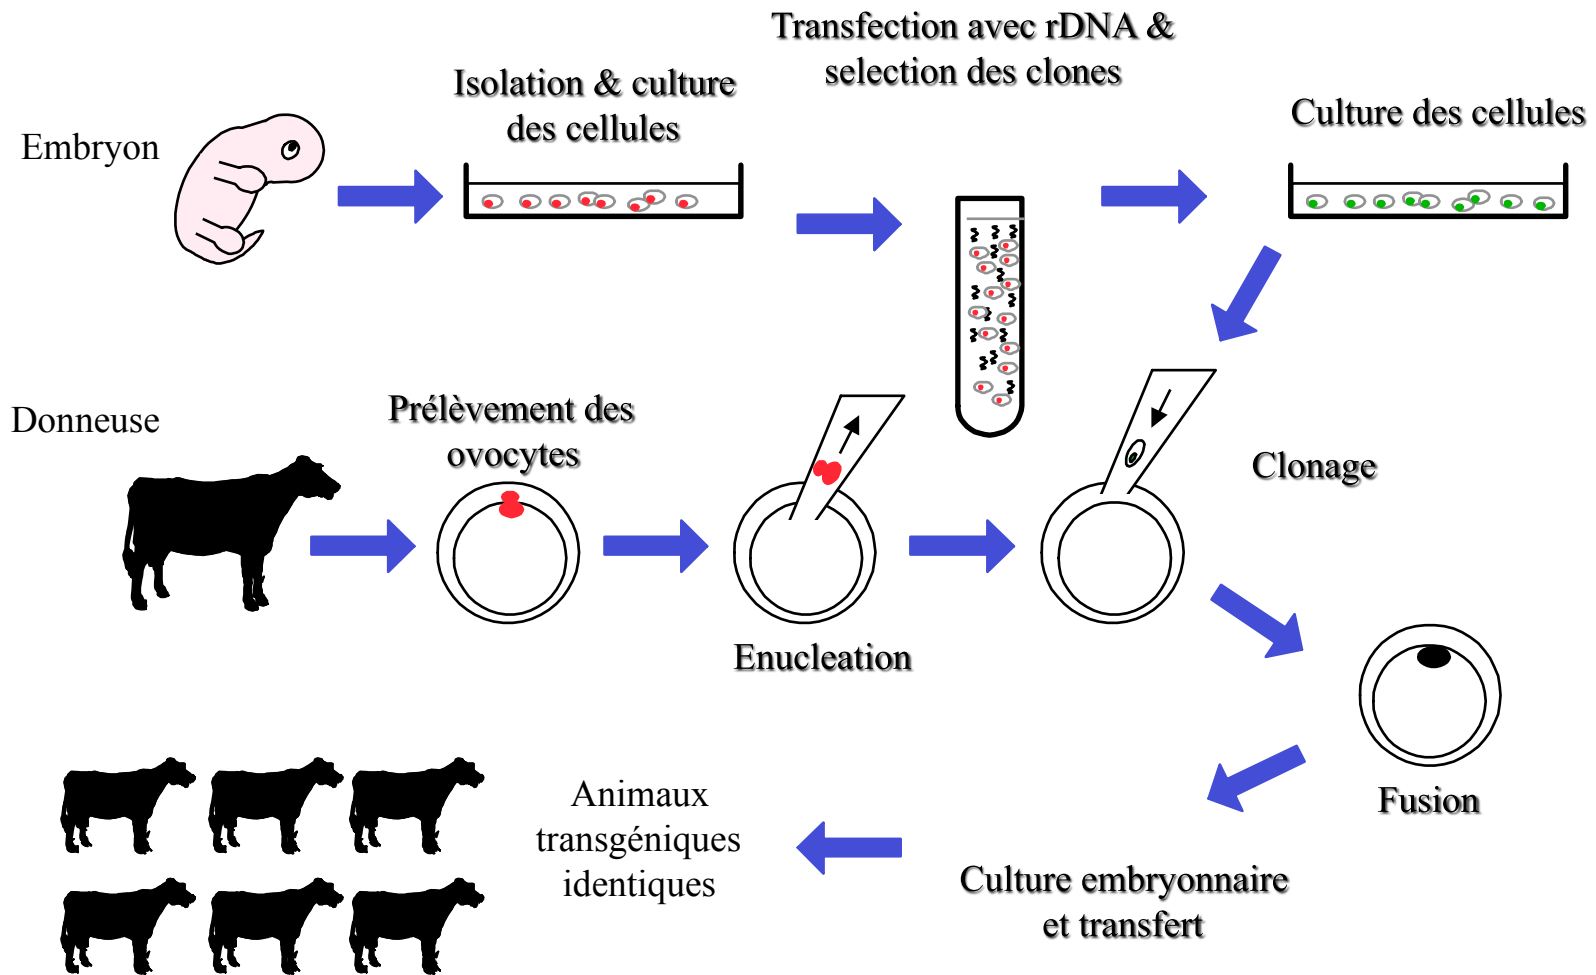 Transfection avec rDNA &
selection des clones
Isolation & culture
des cellules
Culture des cellules
Embryon
Donneuse
Prélèvement des
ovocytes
Clonage
Enucleation
Fusion
Animaux
transgéniques
identiques
Culture embryonnaire
et transfert